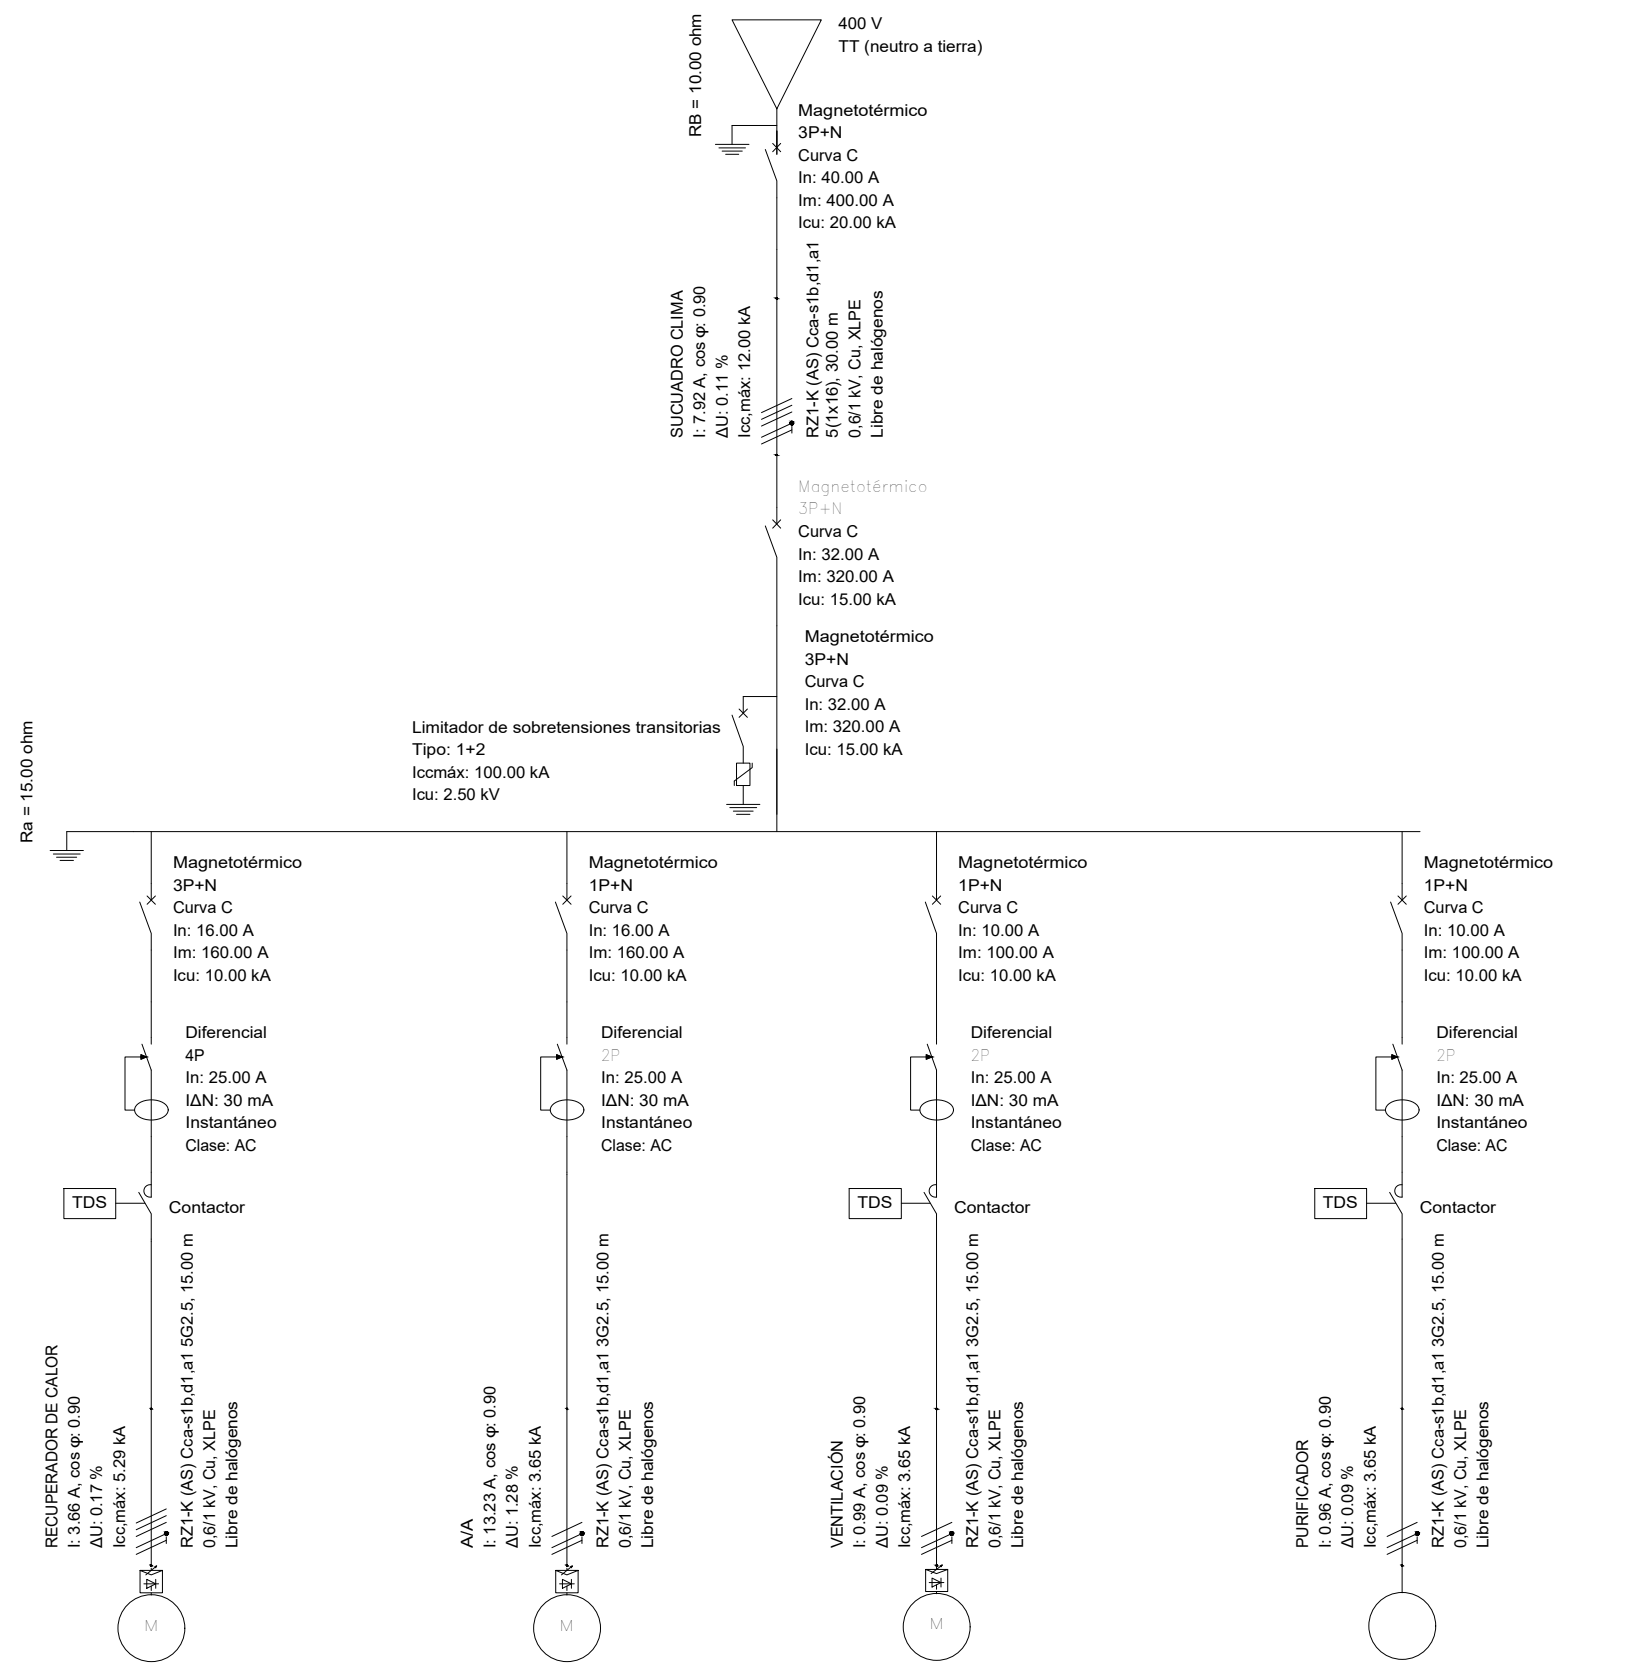 RB = 10.00 ohm
400 V
TT (neutro a tierra)
Magnetotérmico
3P+N
Curva C
In: 40.00 A
Im: 400.00 A
Icu: 20.00 kA
SUCUADRO CLIMA
I: 7.92 A, cos φ: 0.90
ΔU: 0.11 %
Icc,máx: 12.00 kA
RZ1-K (AS) Cca-s1b,d1,a1
5(1x16), 30.00 m
0,6/1 kV, Cu, XLPE
Libre de halógenos
Magnetotérmico
3P+N
Curva C
In: 32.00 A
Im: 320.00 A
Icu: 15.00 kA
Magnetotérmico
3P+N
Curva C
In: 32.00 A
Im: 320.00 A
Icu: 15.00 kA
Limitador de sobretensiones transitorias
Tipo: 1+2
Iccmáx: 100.00 kA
Icu: 2.50 kV
Ra = 15.00 ohm
Magnetotérmico
3P+N
Curva C
In: 16.00 A
Im: 160.00 A
Icu: 10.00 kA
Diferencial
4P
In: 25.00 A
IΔN: 30 mA
Instantáneo
Clase: AC
TDS
Contactor
RECUPERADOR DE CALOR
I: 3.66 A, cos φ: 0.90
ΔU: 0.17 %
Icc,máx: 5.29 kA
RZ1-K (AS) Cca-s1b,d1,a1 5G2.5, 15.00 m
0,6/1 kV, Cu, XLPE
Libre de halógenos
M
Magnetotérmico
1P+N
Curva C
In: 16.00 A
Im: 160.00 A
Icu: 10.00 kA
Diferencial
2P
In: 25.00 A
IΔN: 30 mA
Instantáneo
Clase: AC
A/A
I: 13.23 A, cos φ: 0.90
ΔU: 1.28 %
Icc,máx: 3.65 kA
RZ1-K (AS) Cca-s1b,d1,a1 3G2.5, 15.00 m
0,6/1 kV, Cu, XLPE
Libre de halógenos
M
Magnetotérmico
1P+N
Curva C
In: 10.00 A
Im: 100.00 A
Icu: 10.00 kA
Diferencial
2P
In: 25.00 A
IΔN: 30 mA
Instantáneo
Clase: AC
TDS
Contactor
VENTILACIÓN
I: 0.99 A, cos φ: 0.90
ΔU: 0.09 %
Icc,máx: 3.65 kA
RZ1-K (AS) Cca-s1b,d1,a1 3G2.5, 15.00 m
0,6/1 kV, Cu, XLPE
Libre de halógenos
M
Magnetotérmico
1P+N
Curva C
In: 10.00 A
Im: 100.00 A
Icu: 10.00 kA
Diferencial
2P
In: 25.00 A
IΔN: 30 mA
Instantáneo
Clase: AC
TDS
Contactor
PURIFICADOR
I: 0.96 A, cos φ: 0.90
ΔU: 0.09 %
Icc,máx: 3.65 kA
RZ1-K (AS) Cca-s1b,d1,a1 3G2.5, 15.00 m
0,6/1 kV, Cu, XLPE
Libre de halógenos